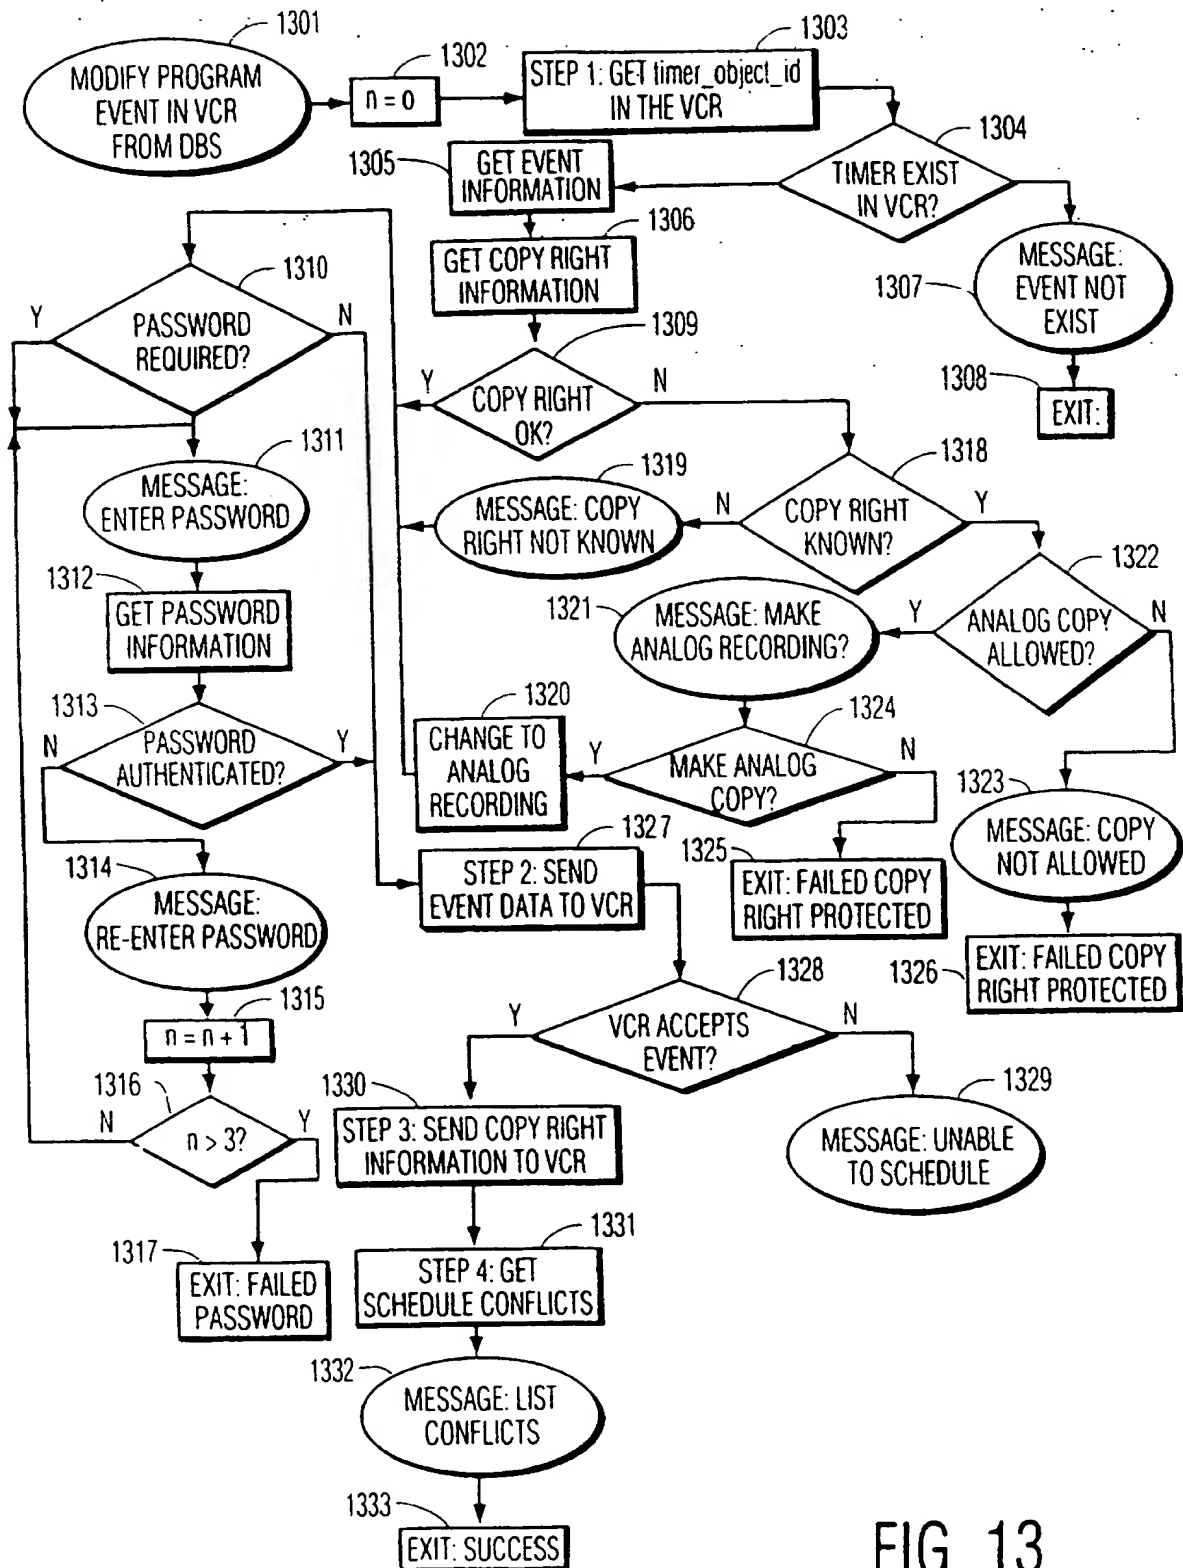 1301
MODIFY PROGRAM
EVENT IN VCR
FROM DBS
1302
n = 0
1303
STEP 1: GET timer_object_id
IN THE VCR
1304
TIMER EXIST
IN VCR?
1305
GET EVENT
INFORMATION
1306
GET COPY RIGHT
INFORMATION
1307
MESSAGE:
EVENT NOT
EXIST
1308
EXIT:
1309
Y
N
COPY RIGHT
OK?
1310
Y
N
PASSWORD
REQUIRED?
1311
MESSAGE:
ENTER PASSWORD
1312
GET PASSWORD
INFORMATION
1313
N
Y
PASSWORD
AUTHENTICATED?
1314
MESSAGE:
RE-ENTER PASSWORD
1315
n = n + 1
1316
N
Y
n > 3?
1317
EXIT: FAILED
PASSWORD
1318
N
Y
COPY RIGHT
KNOWN?
1319
MESSAGE: COPY
RIGHT NOT KNOWN
1322
Y
N
ANALOG COPY
ALLOWED?
1321
MESSAGE: MAKE
ANALOG RECORDING?
1320
CHANGE TO
ANALOG
RECORDING
1324
Y
N
MAKE ANALOG
COPY?
1323
MESSAGE: COPY
NOT ALLOWED
1325
EXIT: FAILED COPY
RIGHT PROTECTED
1326
EXIT: FAILED COPY
RIGHT PROTECTED
1327
STEP 2: SEND
EVENT DATA TO VCR
1328
Y
N
VCR ACCEPTS
EVENT?
1329
MESSAGE: UNABLE
TO SCHEDULE
1330
STEP 3: SEND COPY RIGHT
INFORMATION TO VCR
1331
STEP 4: GET
SCHEDULE CONFLICTS
1332
MESSAGE: LIST
CONFLICTS
1333
EXIT: SUCCESS
FIG. 13